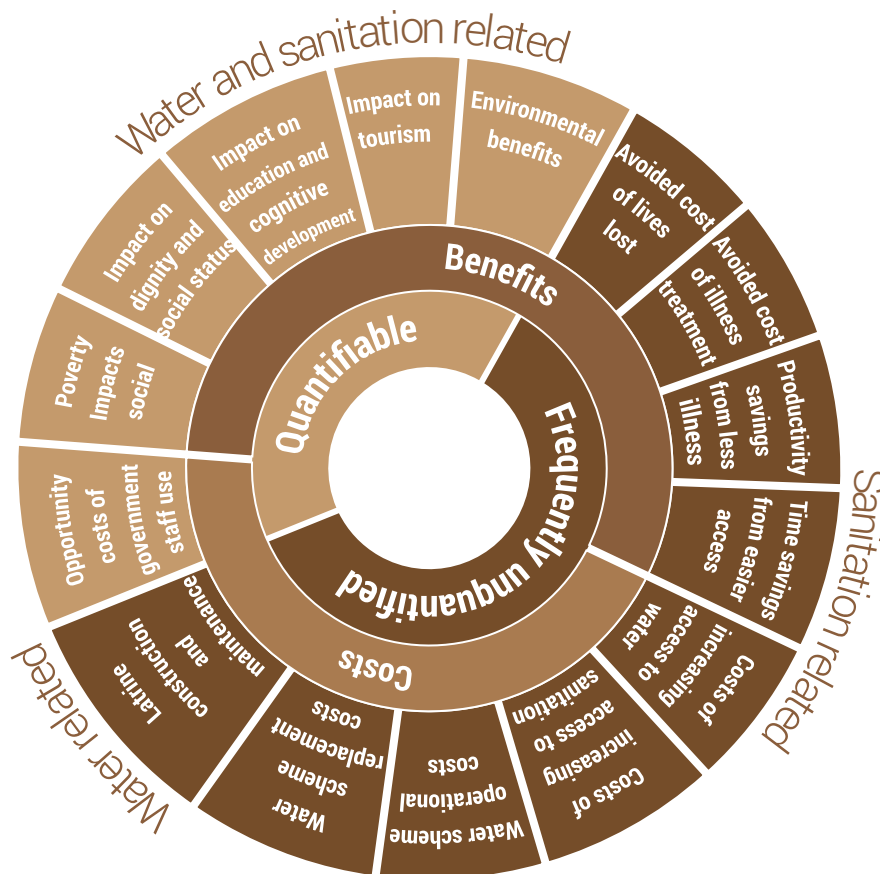 Water and sanitation related
Impact on
tourism
Environmental
benefits
Avoided cost
of lives
lost
Avoided cost
of illness
treatment
Productivity
savings
from less
illness
Time savings
from easier
access
Sanitation related
Costs of
increasing
access to
water
Costs of
increasing
access to
sanitation
Water scheme
operational
costs
Water
scheme
replacement
costs
Latrine
construction
and
maintenance
Water related
Opportunity
costs of
government
staff use
Poverty
Impacts
social
Impact on
dignity and
social status
Impact on
education and
cognitive
development
Benefits
Costs
Quantifiable
Frequently unquantified